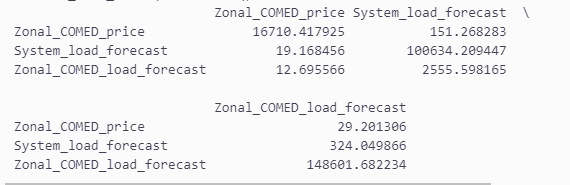 Zonal_COMED_price System_load_forecast \
Zonal_COMED_price 16710.417925 151.268283
System_load_forecast 19.168456 100634.209447
Zonal_COMED_load_forecast 12.695566 2555.598165
Zonal_COMED_load_forecast
Zonal_COMED_price 29.201306
System_load_forecast 324.049866
Zonal_COMED_load_forecast 148601.682234